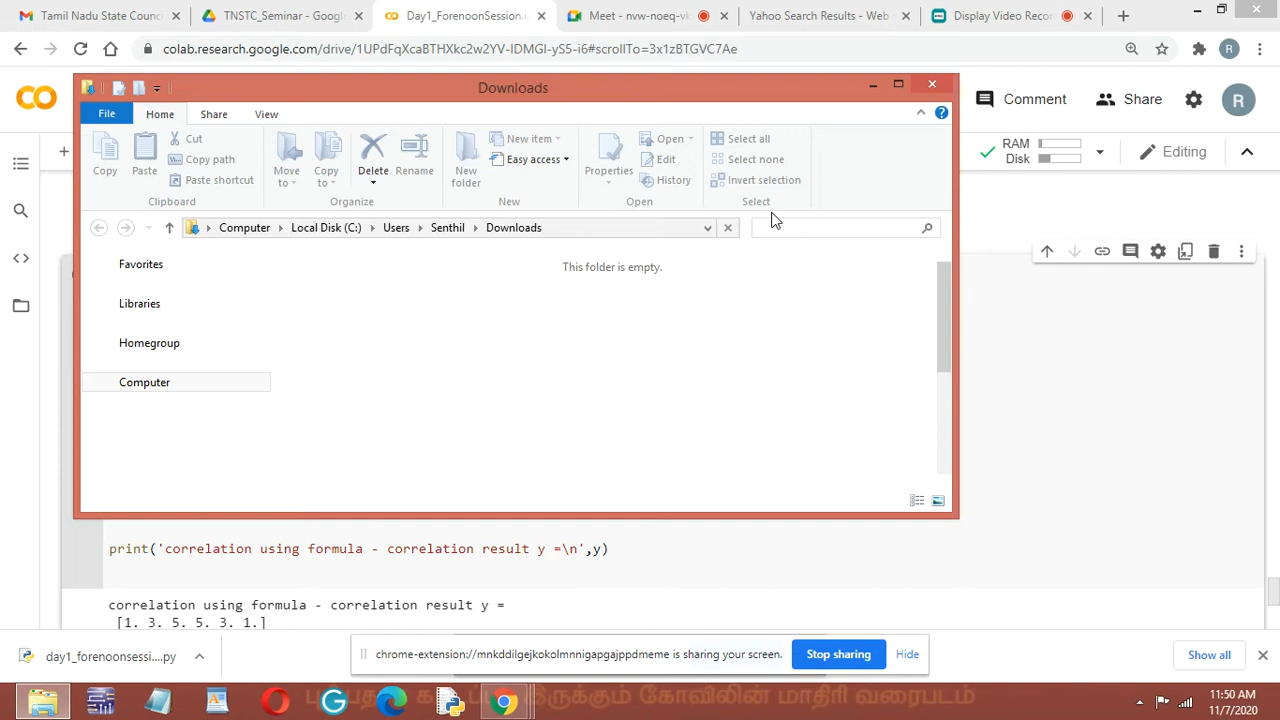 Tamil Nadu State Counci
TNSTC_Seminar - Google
Day1_ForenoonSession.i
Meet - nvw-noeq-vk
Yahoo Search Results - Web
Display Video Recor
colab.research.google.com/drive/1UPdFqXcaBTHXkc2w2YV-IDMGI-yS5-i6#scrollTo=3x1zBTGVC7Ae
R
Comment
Share
R
RAM
Disk
Editing
Downloads
File
Home
Share
View
Copy
Paste
Cut
Copy path
Paste shortcut
Clipboard
Move to
Copy to
Delete
Rename
Organize
New folder
New item
Easy access
New
Properties
Open
Edit
History
Open
Select all
Select none
Invert selection
Select
Computer
Local Disk (C:)
Users
Senthil
Downloads
Favorites
Libraries
Homegroup
Computer
This folder is empty.
print('correlation using formula - correlation result y =\n',y)
correlation using formula - correlation result y =
[1. 3. 5. 5. 3. 1.]
day1_forenoonsessi....py
chrome-extension://mnkddilgejkokolmnnigapgajppdmeme is sharing your screen.
Stop sharing
Hide
Show all
இருக்கும் கோவிலின் மாதிரி வரைபடம்
11:50 AM
11/7/2020